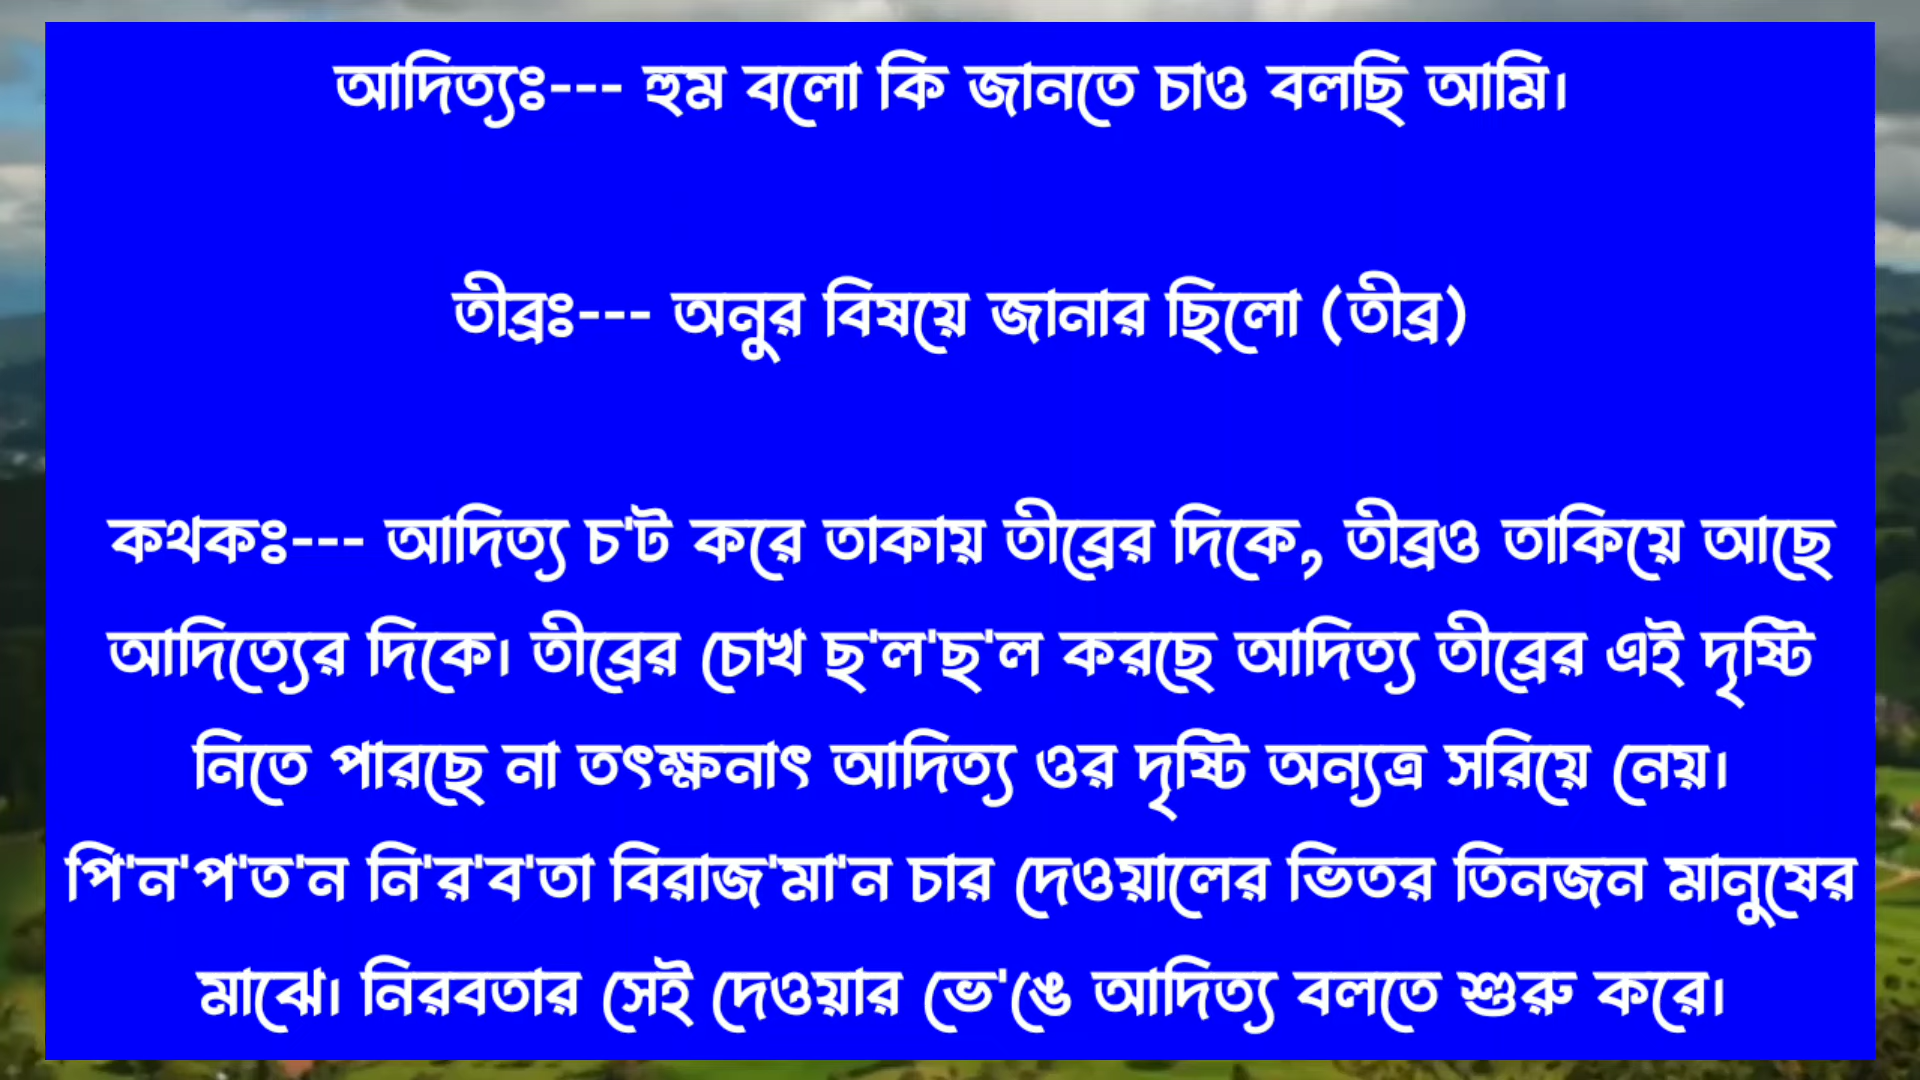 আদিত্যঃ--- হুম বলো কি জানতে চাও বলছি আমি।
তীব্রঃ--- অনুর বিষয়ে জানার ছিলো (তীব্র)
কথকঃ--- আদিত্য চ'ট করে তাকায় তীব্রের দিকে, তীব্রও তাকিয়ে আছে
আদিত্যের দিকে। তীব্রের চোখ ছ'ল'ছ'ল করছে আদিত্য তীব্রের এই দৃষ্টি
নিতে পারছে না তৎক্ষনাৎ আদিত্য ওর দৃষ্টি অন্যত্র সরিয়ে নেয়।
পি'ন'প'ত'ন নি'র'ব'তা বিরাজ'মা'ন চার দেওয়ালের ভিতর তিনজন মানুষের
মাঝে। নিরবতার সেই দেওয়ার ভে'ঙে আদিত্য বলতে শুরু করে।